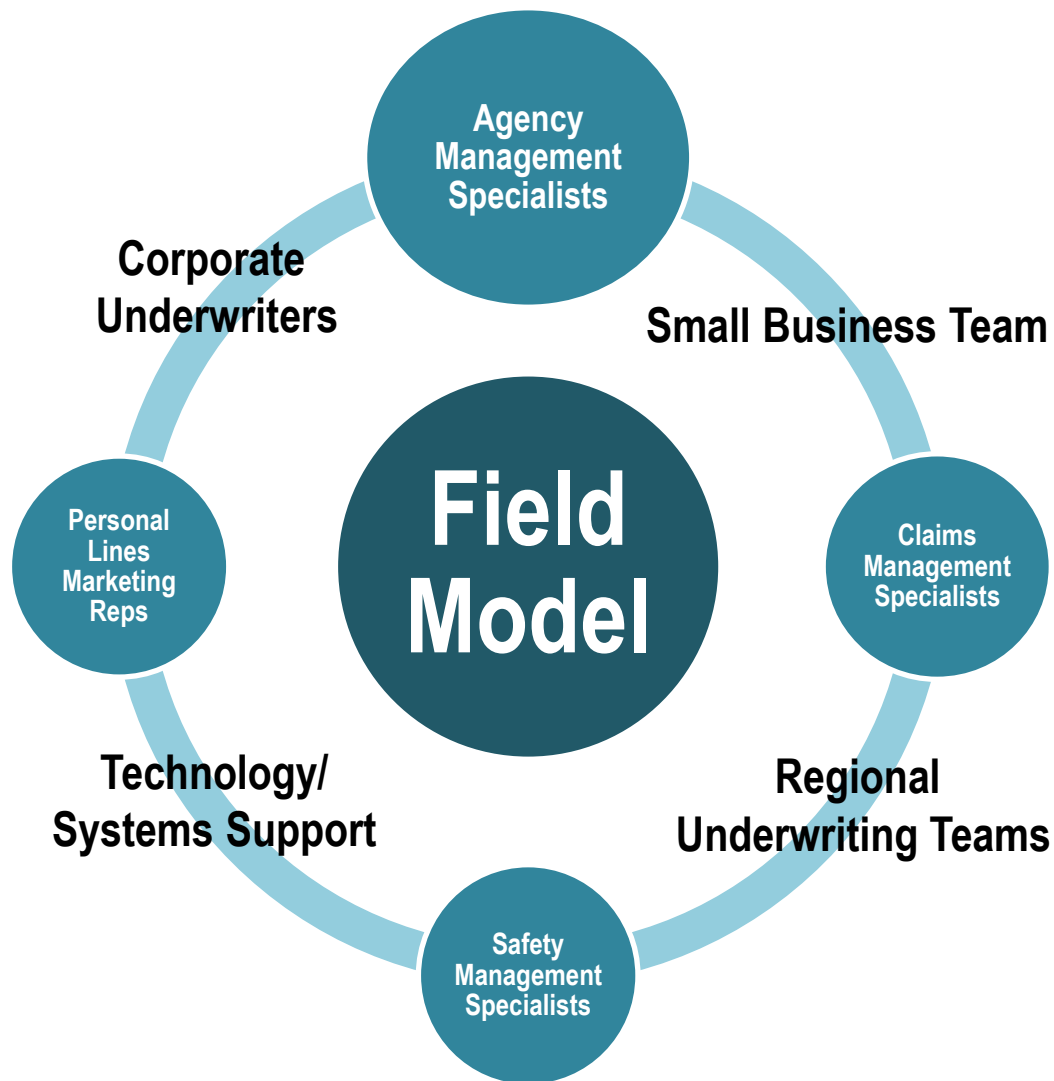 Agency
Management
Specialists
Corporate
Underwriters
Small Business Team
Field
Model
Personal
Lines
Marketing
Reps
Claims
Management
Specialists
Technology/
Systems Support
Regional
Underwriting Teams
Safety
Management
Specialists